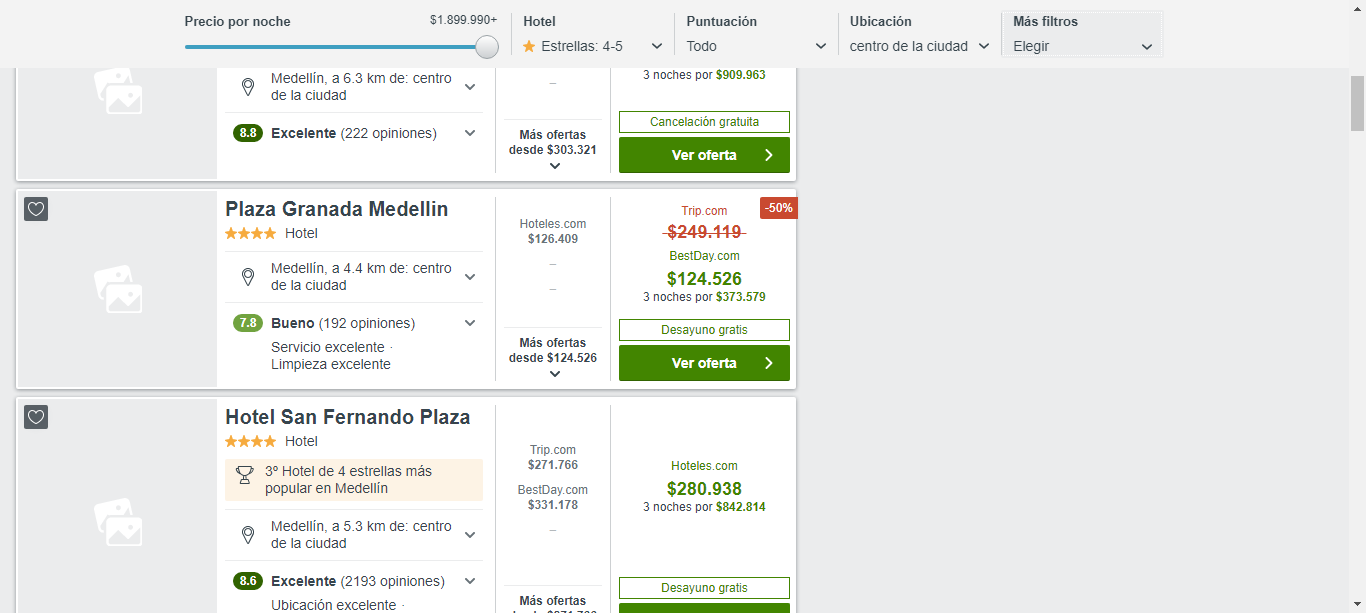 Precio por noche
$1.899.990+
Hotel
Estrellas: 4-5
Puntuación
Todo
Ubicación
centro de la ciudad
Más filtros
Elegir
Medellín, a 6.3 km de: centro
de la ciudad
8.8 Excelente (222 opiniones)
–
Más ofertas
desde $303.321
3 noches por $909.963
Cancelación gratuita
Ver oferta
Plaza Granada Medellin
Hotel
Medellín, a 4.4 km de: centro
de la ciudad
7.8 Bueno (192 opiniones)
Servicio excelente ·
Limpieza excelente
Hoteles.com
$126.409
–
–
Más ofertas
desde $124.526
-50%
Trip.com
$249.119
BestDay.com
$124.526
3 noches por $373.579
Desayuno gratis
Ver oferta
Hotel San Fernando Plaza
Hotel
3º Hotel de 4 estrellas más
popular en Medellín
Medellín, a 5.3 km de: centro
de la ciudad
8.6 Excelente (2193 opiniones)
Ubicación excelente ·
Trip.com
$271.766
BestDay.com
$331.178
–
Más ofertas
Hoteles.com
$280.938
3 noches por $842.814
Desayuno gratis